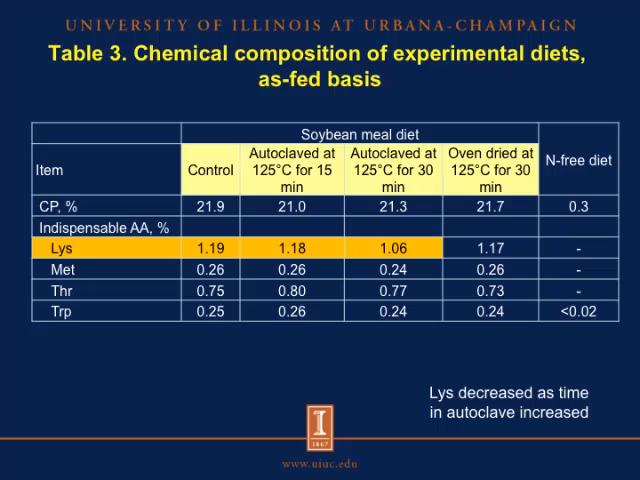 UNIVERSITY OF ILLINOIS AT URBANA-CHAMPAIGN
Table 3. Chemical composition of experimental diets,
as-fed basis
Soybean meal diet
Item Control Autoclaved at 125°C for 15 min Autoclaved at 125°C for 30 min Oven dried at 125°C for 30 min N-free diet
CP, % 21.9 21.0 21.3 21.7 0.3
Indispensable AA, %
Lys 1.19 1.18 1.06 1.17 -
Met 0.26 0.26 0.24 0.26 -
Thr 0.75 0.80 0.77 0.73 -
Trp 0.25 0.26 0.24 0.24 <0.02
Lys decreased as time
in autoclave increased
I
1867
www.uiuc.edu